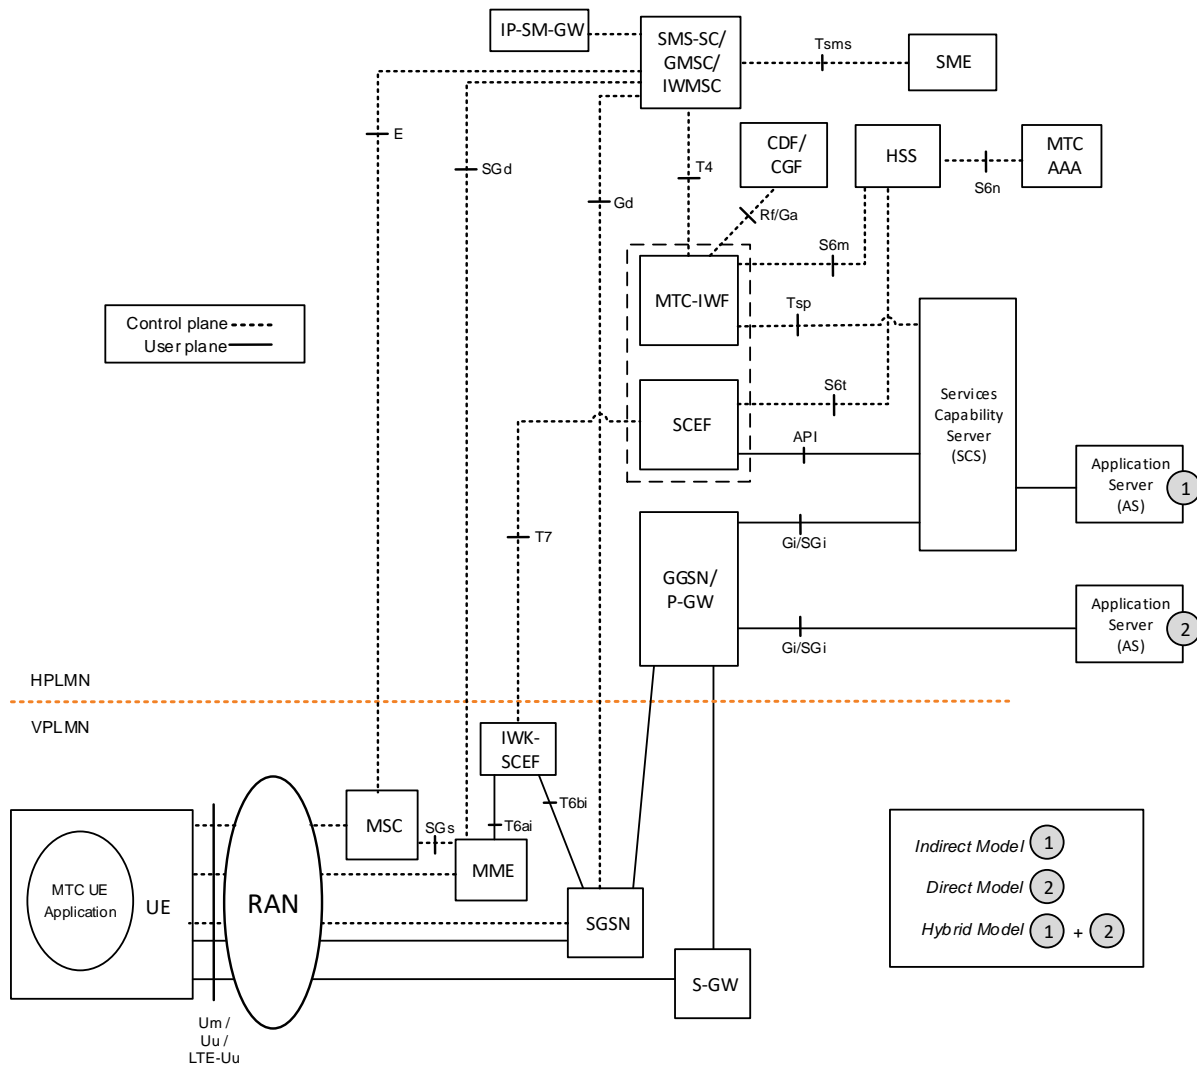 IP-SM-GW
SMS-SC/
GMSC/
IWMSC
Tsms
SME
E
SGd
Gd
T4
CDF/
CGF
HSS
S6n
MTC
AAA
Rf/Ga
S6m
MTC-IWF
Tsp
Control plane
User plane
S6t
SCEF
API
Services
Capability
Server
(SCS)
Application
Server
(AS)
1
T7
Gi/SGi
GGSN/
P-GW
Gi/SGi
Application
Server
(AS)
2
HPLMN
VPLMN
IWK-
SCEF
T6bi
T6ai
MSC
SGs
MME
MTC UE
Application
UE
RAN
SGSN
S-GW
Um /
Uu /
LTE-Uu
Indirect Model 1
Direct Model 2
Hybrid Model 1 + 2